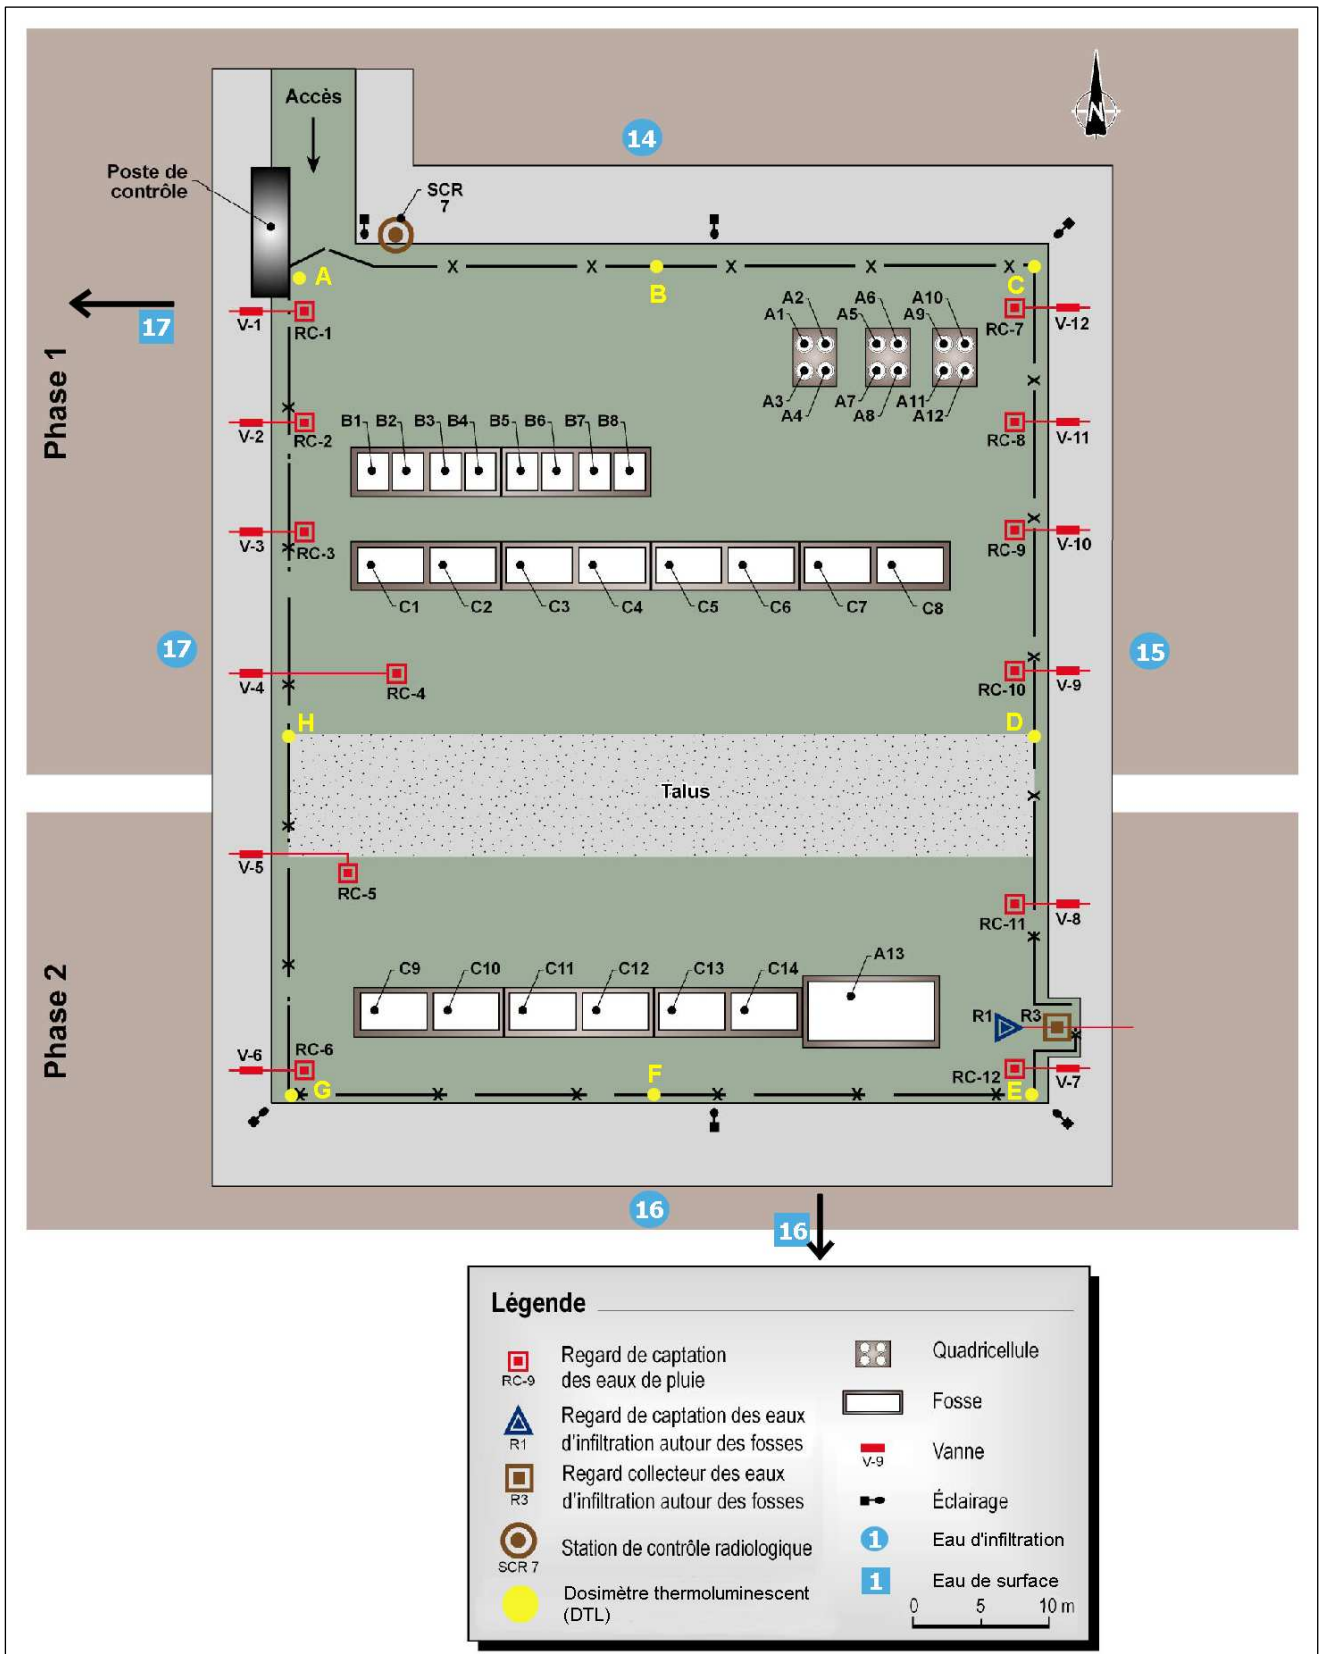 Accès
14
N
Poste de
contrôle
SCR
7
A
B
C
17
V-1
RC-1
A2
A1
A6
A5
A10
A9
RC-7
V-12
A3
A4
A7
A8
A11
A12
Phase 1
V-2
RC-2
B1
B2
B3
B4
B5
B6
B7
B8
RC-8
V-11
V-3
RC-3
RC-9
V-10
C1
C2
C3
C4
C5
C6
C7
C8
17
15
V-4
RC-4
RC-10
V-9
H
D
Talus
V-5
RC-5
RC-11
V-8
Phase 2
C9
C10
C11
C12
C13
C14
A13
R1
R3
V-6
RC-6
RC-12
V-7
G
F
E
16
16
Légende
RC-9
Regard de captation
des eaux de pluie
R1
Regard de captation des eaux
d'infiltration autour des fosses
R3
Regard collecteur des eaux
d'infiltration autour des fosses
SCR 7
Station de contrôle radiologique
Dosimètre thermoluminescent
(DTL)
Quadricellule
Fosse
V-9
Vanne
Éclairage
1
Eau d'infiltration
1
Eau de surface
0 5 10 m